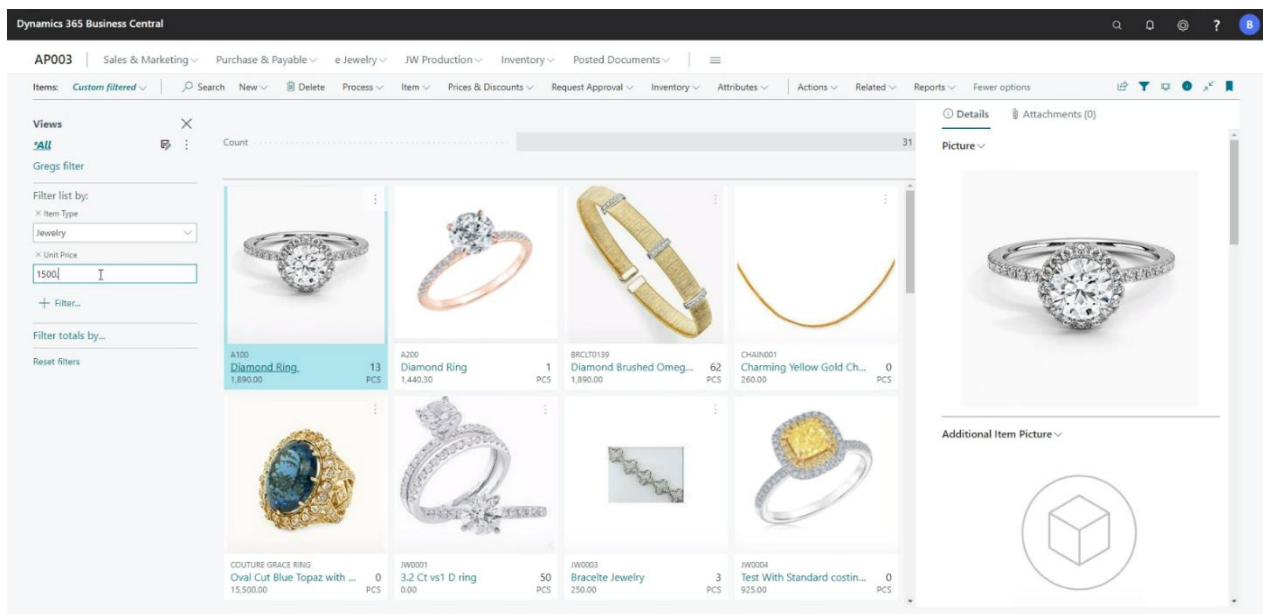 Dynamics 365 Business Central
?
B
AP003
Sales & Marketing
Purchase & Payable
e Jewelry
JW Production
Inventory
Posted Documents
Items: Custom filtered
Search
New
Delete
Process
Item
Prices & Discounts
Request Approval
Inventory
Attributes
Actions
Related
Reports
Fewer options
Views
*All
Gregs filter
Filter list by:
× Item Type
Jewelry
× Unit Price
1500.
+ Filter...
Filter totals by...
Reset filters
Count 31
A100
Diamond Ring 13
1,890.00 PCS
A200
Diamond Ring 1
1,440.30 PCS
BRCLT0139
Diamond Brushed Omeg... 62
1,890.00 PCS
CHAIN001
Charming Yellow Gold Ch... 0
260.00 PCS
COUTURE GRACE RING
Oval Cut Blue Topaz with ... 0
15,500.00 PCS
JW0001
3.2 Ct vs1 D ring 50
0.00 PCS
JW0003
Bracelte Jewelry 3
250.00 PCS
JW0004
Test With Standard costin... 0
925.00 PCS
Details
Attachments (0)
Picture
Additional Item Picture